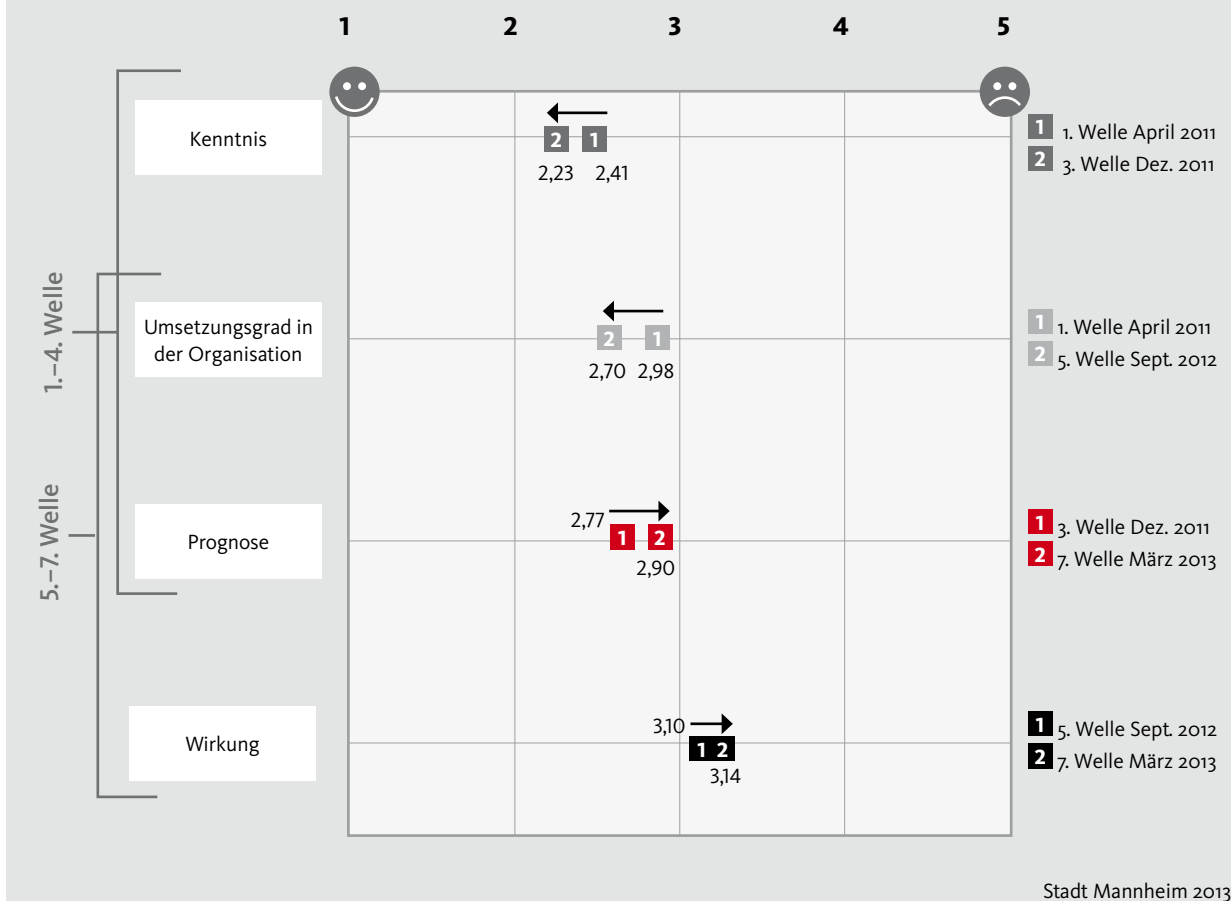 1 2 3 4 5
Kenntnis
2 1
2,23 2,41
1 1. Welle April 2011
2 3. Welle Dez. 2011
1.–4. Welle
Umsetzungsgrad in
der Organisation
2 1
2,70 2,98
1 1. Welle April 2011
2 5. Welle Sept. 2012
5.–7. Welle
Prognose
2,77
1 2
2,90
1 3. Welle Dez. 2011
2 7. Welle März 2013
Wirkung
3,10
1 2
3,14
1 5. Welle Sept. 2012
2 7. Welle März 2013
Stadt Mannheim 2013